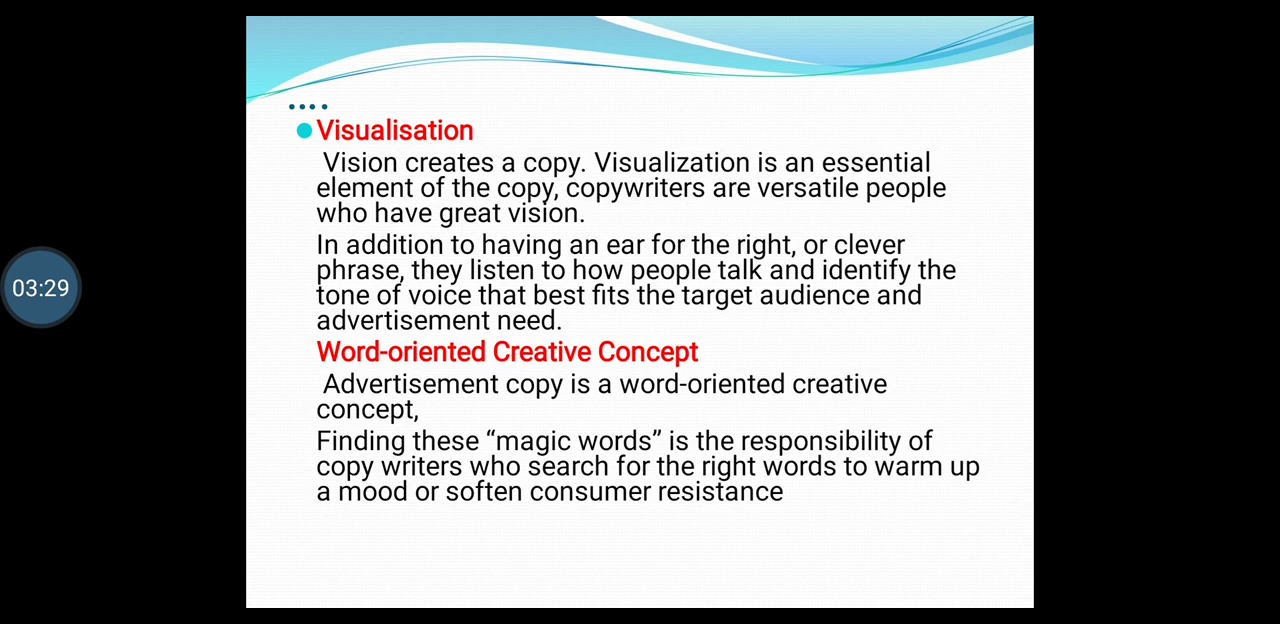 ....
Visualisation
Vision creates a copy. Visualization is an essential
element of the copy, copywriters are versatile people
who have great vision.
In addition to having an ear for the right, or clever
phrase, they listen to how people talk and identify the
tone of voice that best fits the target audience and
advertisement need.
Word-oriented Creative Concept
Advertisement copy is a word-oriented creative
concept,
Finding these “magic words” is the responsibility of
copy writers who search for the right words to warm up
a mood or soften consumer resistance
03:29